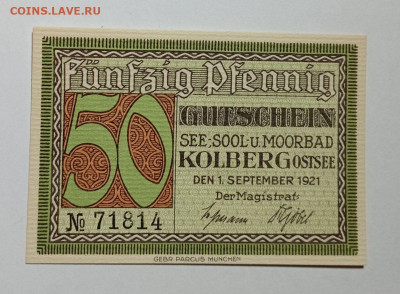 COINS.LAVE.RU
Fünfzig Pfennig
50
GUTSCHEIN
SEE-SOOL-U. MOORBAD
KOLBERG OSTSEE
DEN 1. SEPTEMBER 1921
Der Magistrat:
№ 71814
GEBR. PARCUS MÜNCHEN